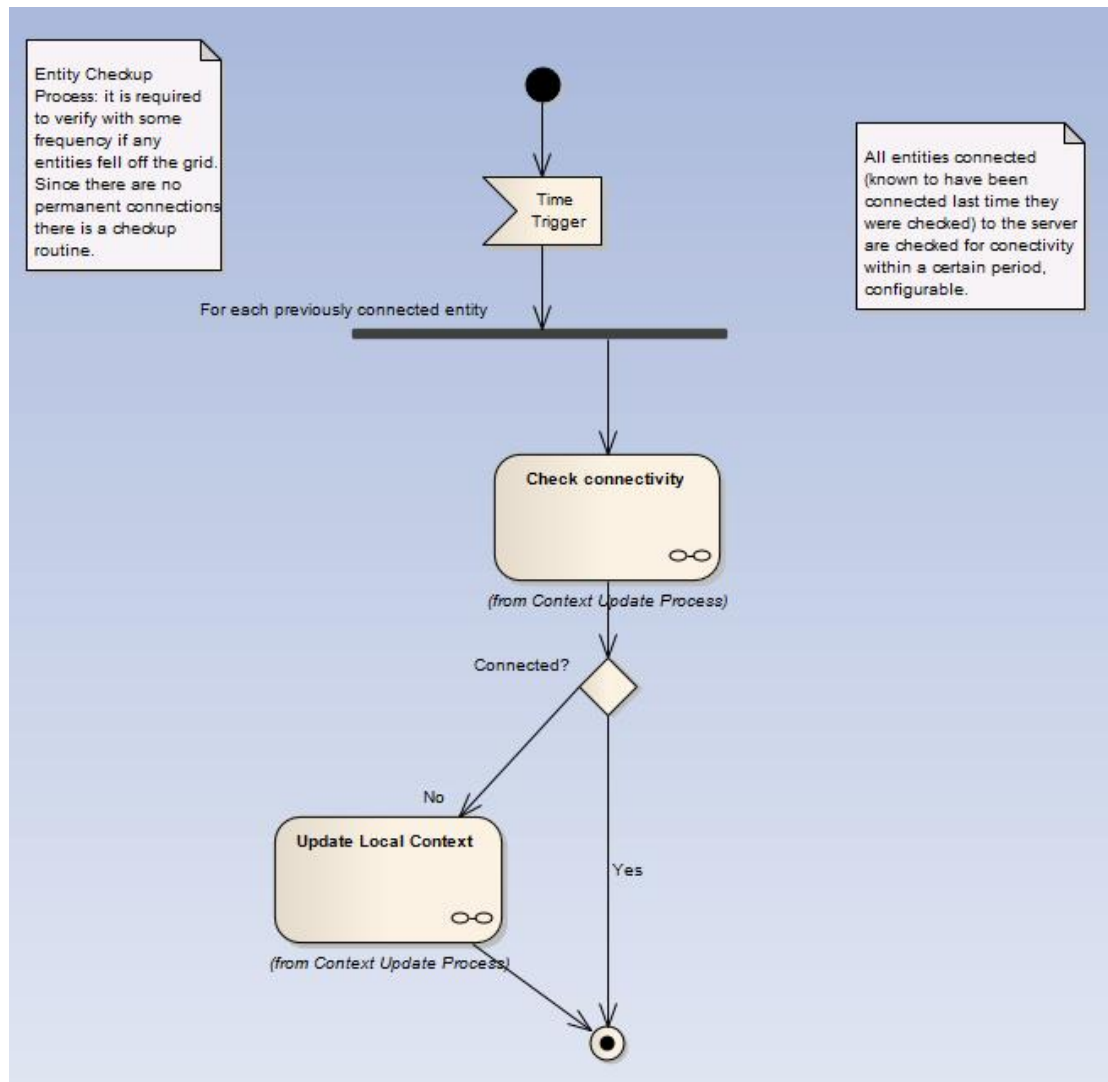 Entity Checkup
Process: it is required
to verify with some
frequency if any
entities fell off the grid.
Since there are no
permanent connections
there is a checkup
routine.
All entities connected
(known to have been
connected last time they
were checked) to the server
are checked for conectivity
within a certain period,
configurable.
Time
Trigger
For each previously connected entity
Check connectivity
(from Context Update Process)
Connected?
No
Update Local Context
Yes
(from Context Update Process)